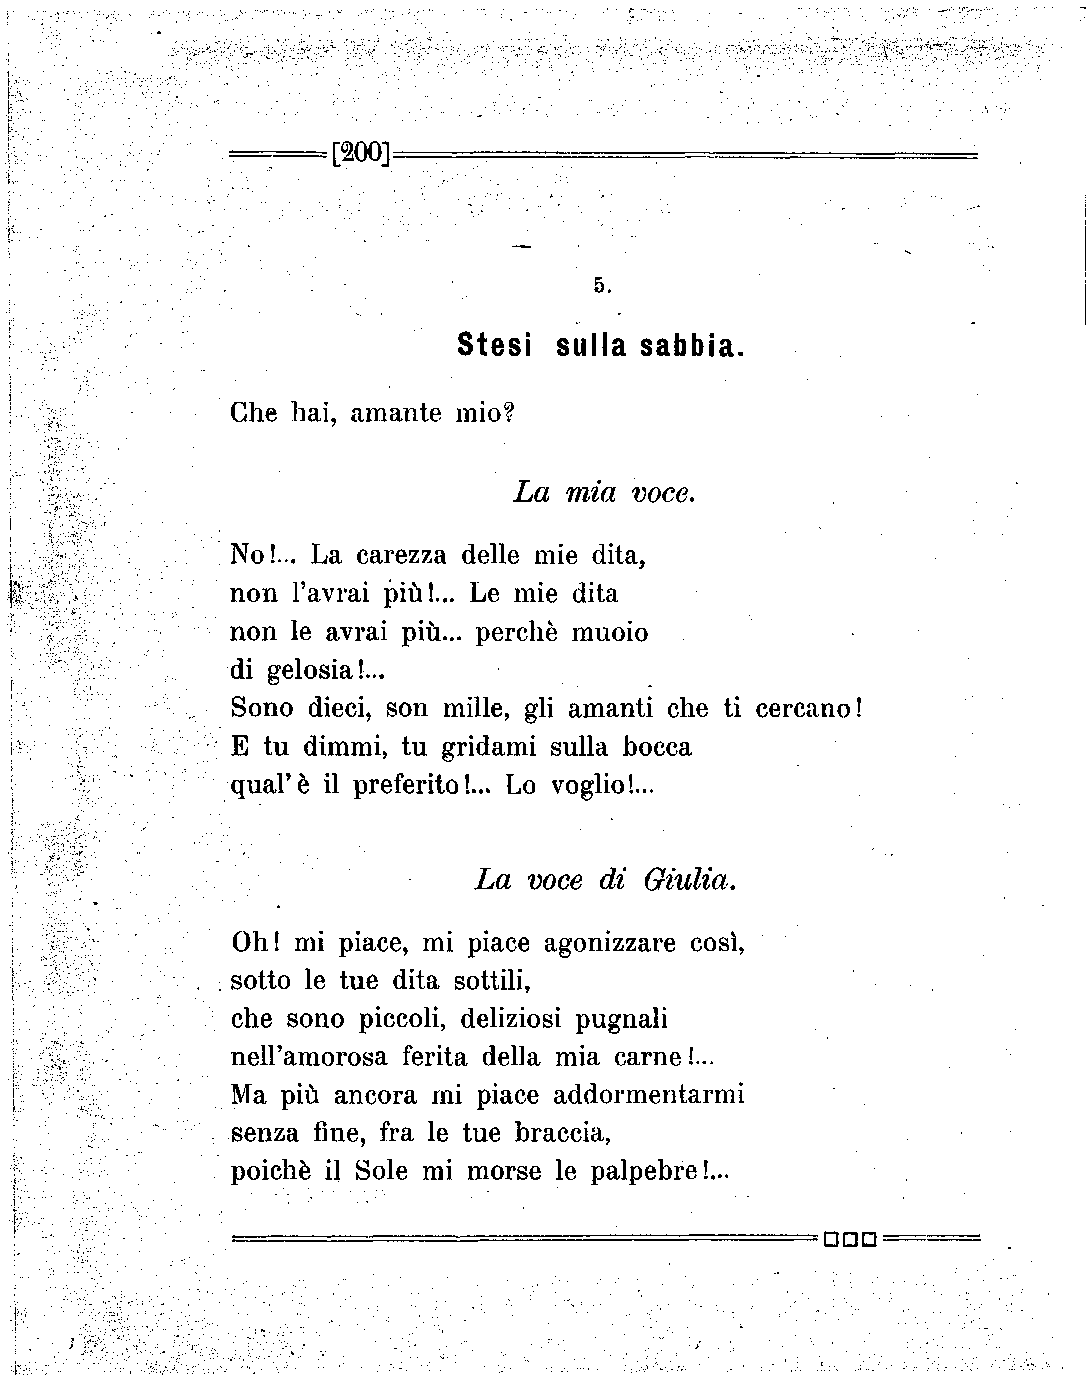 [200]
5.
Stesi sulla sabbia.
Che hai, amante mio?
La mia voce.
No!... La carezza delle mie dita,
non l'avrai più!... Le mie dita
non le avrai più... perchè muoio
di gelosia!...
Sono dieci, son mille, gli amanti che ti cercano!
E tu dimmi, tu gridami sulla bocca
qual'è il preferito!... Lo voglio!...
La voce di Giulia.
Oh! mi piace, mi piace agonizzare così,
sotto le tue dita sottili,
che sono piccoli, deliziosi pugnali
nell'amorosa ferita della mia carne!...
Ma più ancora mi piace addormentarmi
senza fine, fra le tue braccia,
poichè il Sole mi morse le palpebre!...